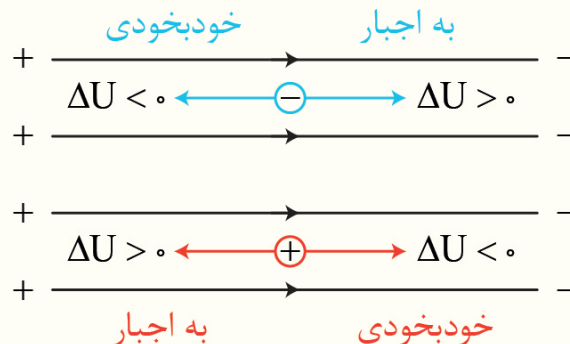 خودبخودی به اجبار
+ −
ΔU < ۰ − ΔU > ۰
+ −
+ −
ΔU > ۰ + ΔU < ۰
+ −
به اجبار خودبخودی